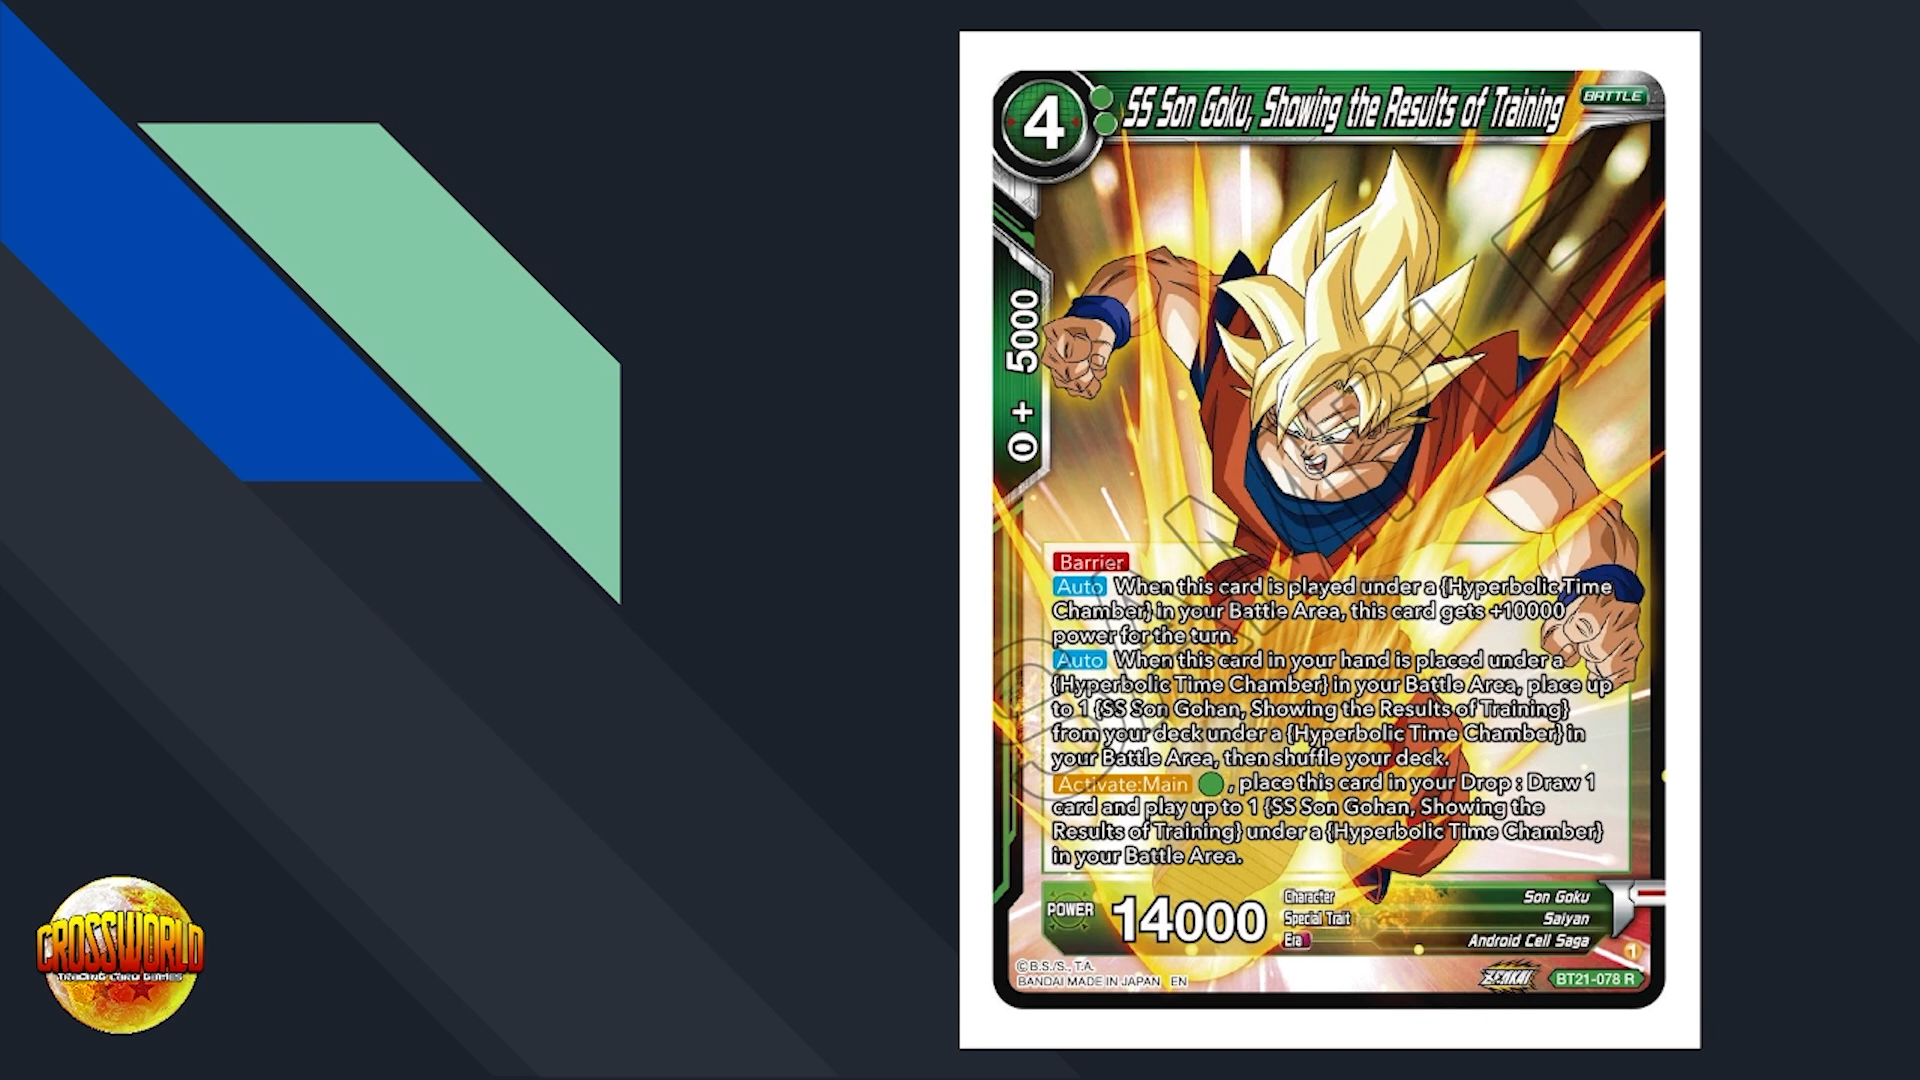 4
SS Son Goku, Showing the Results of Training
BATTLE
0 + 5000
SAMPLE
Barrier
Auto When this card is played under a {Hyperbolic Time
Chamber} in your Battle Area, this card gets +10000
power for the turn.
Auto When this card in your hand is placed under a
{Hyperbolic Time Chamber} in your Battle Area, place up
to 1 {SS Son Gohan, Showing the Results of Training}
from your deck under a {Hyperbolic Time Chamber} in
your Battle Area, then shuffle your deck.
Activate:Main , place this card in your Drop : Draw 1
card and play up to 1 {SS Son Gohan, Showing the
Results of Training} under a {Hyperbolic Time Chamber}
in your Battle Area.
POWER 14000
Character Son Goku
Special Trait Saiyan
Era Android Cell Saga
©B.S./S., T.A.
BANDAI MADE IN JAPAN EN
ZENKAI
BT21-078 R
CROSSWORLD
TRADING CARD GAMES